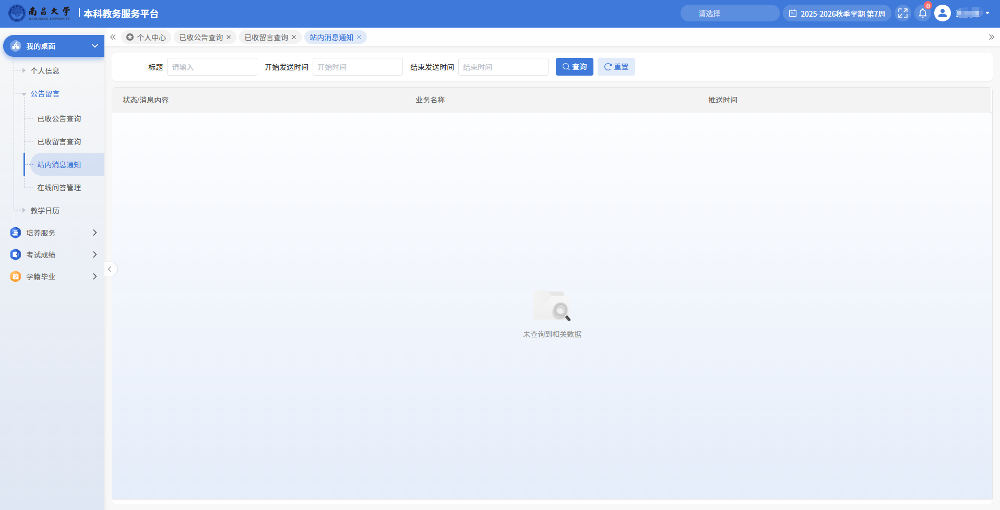 南昌大学
NANCHANG UNIVERSITY
本科教务服务平台
请选择
2025-2026秋季学期 第7周
0
我的桌面
个人信息
公告留言
已收公告查询
已收留言查询
站内消息通知
在线问答管理
教学日历
培养服务
考试成绩
学籍毕业
个人中心
已收公告查询
已收留言查询
站内消息通知
标题 请输入 开始发送时间 开始时间 结束发送时间 结束时间 查询 重置
状态/消息内容 业务名称 推送时间
未查询到相关数据